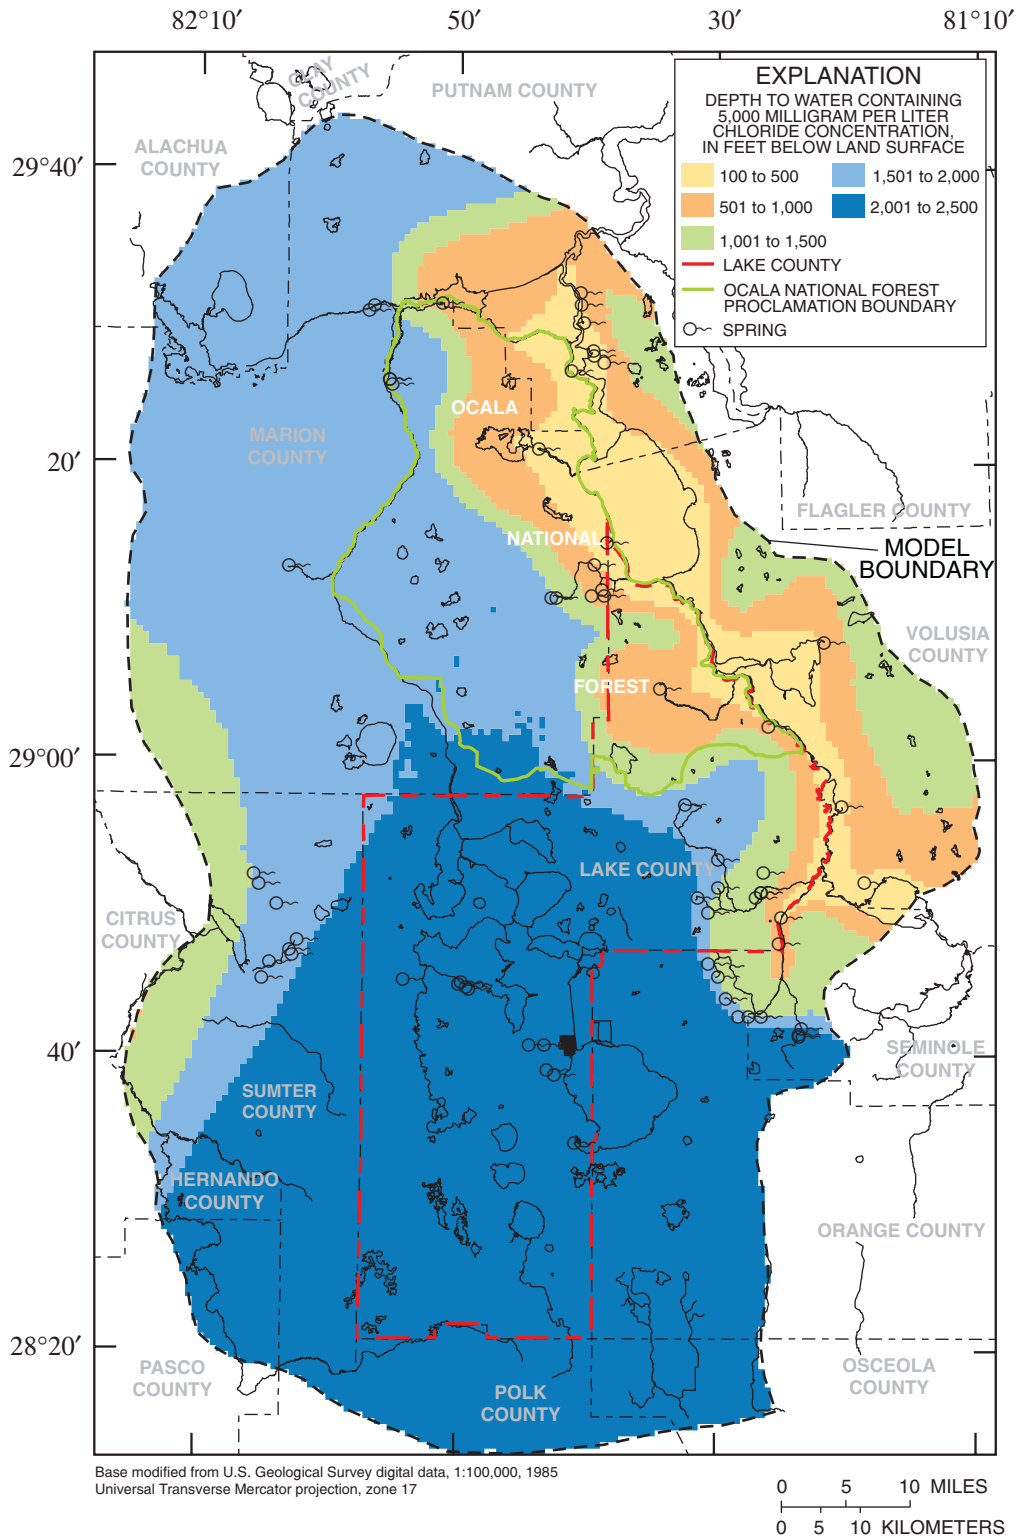 82°10′ 50′ 30′ 81°10′
CLAY
COUNTY
PUTNAM COUNTY
ALACHUA
COUNTY
29°40′
EXPLANATION
DEPTH TO WATER CONTAINING
5,000 MILLIGRAM PER LITER
CHLORIDE CONCENTRATION,
IN FEET BELOW LAND SURFACE
100 to 500
501 to 1,000
1,001 to 1,500
1,501 to 2,000
2,001 to 2,500
LAKE COUNTY
OCALA NATIONAL FOREST
PROCLAMATION BOUNDARY
SPRING
OCALA
MARION
COUNTY
20′
FLAGLER COUNTY
NATIONAL
MODEL
BOUNDARY
VOLUSIA
COUNTY
FOREST
29°00′
LAKE COUNTY
CITRUS
COUNTY
40′
SEMINOLE
COUNTY
SUMTER
COUNTY
HERNANDO
COUNTY
ORANGE COUNTY
28°20′
PASCO
COUNTY
OSCEOLA
COUNTY
POLK
COUNTY
Base modified from U.S. Geological Survey digital data, 1:100,000, 1985
Universal Transverse Mercator projection, zone 17
0 5 10 MILES
0 5 10 KILOMETERS